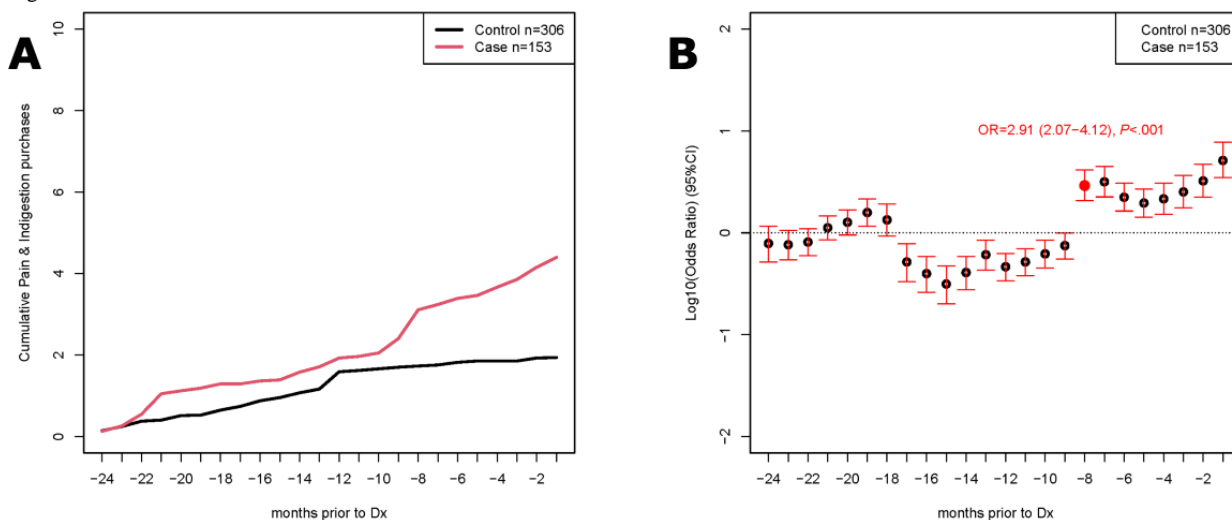 A
Control n=306
Case n=153
Cumulative Pain & Indigestion purchases
10
8
6
4
2
0
−24 −22 −20 −18 −16 −14 −12 −10 −8 −6 −4 −2
months prior to Dx
B
Control n=306
Case n=153
OR=2.91 (2.07−4.12), P<.001
Log10(Odds Ratio) (95%CI)
2
1
0
−1
−2
−24 −22 −20 −18 −16 −14 −12 −10 −8 −6 −4 −2
months prior to Dx